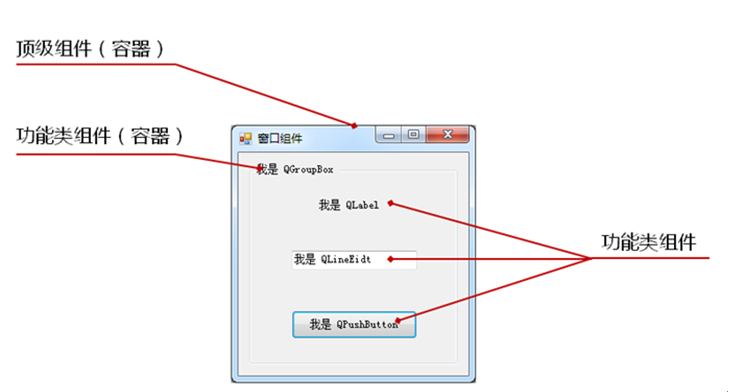 顶级组件（容器）
功能类组件（容器）
窗口组件
我是 QGroupBox
我是 QLabel
我是 QLineEidt
我是 QPushButton
功能类组件